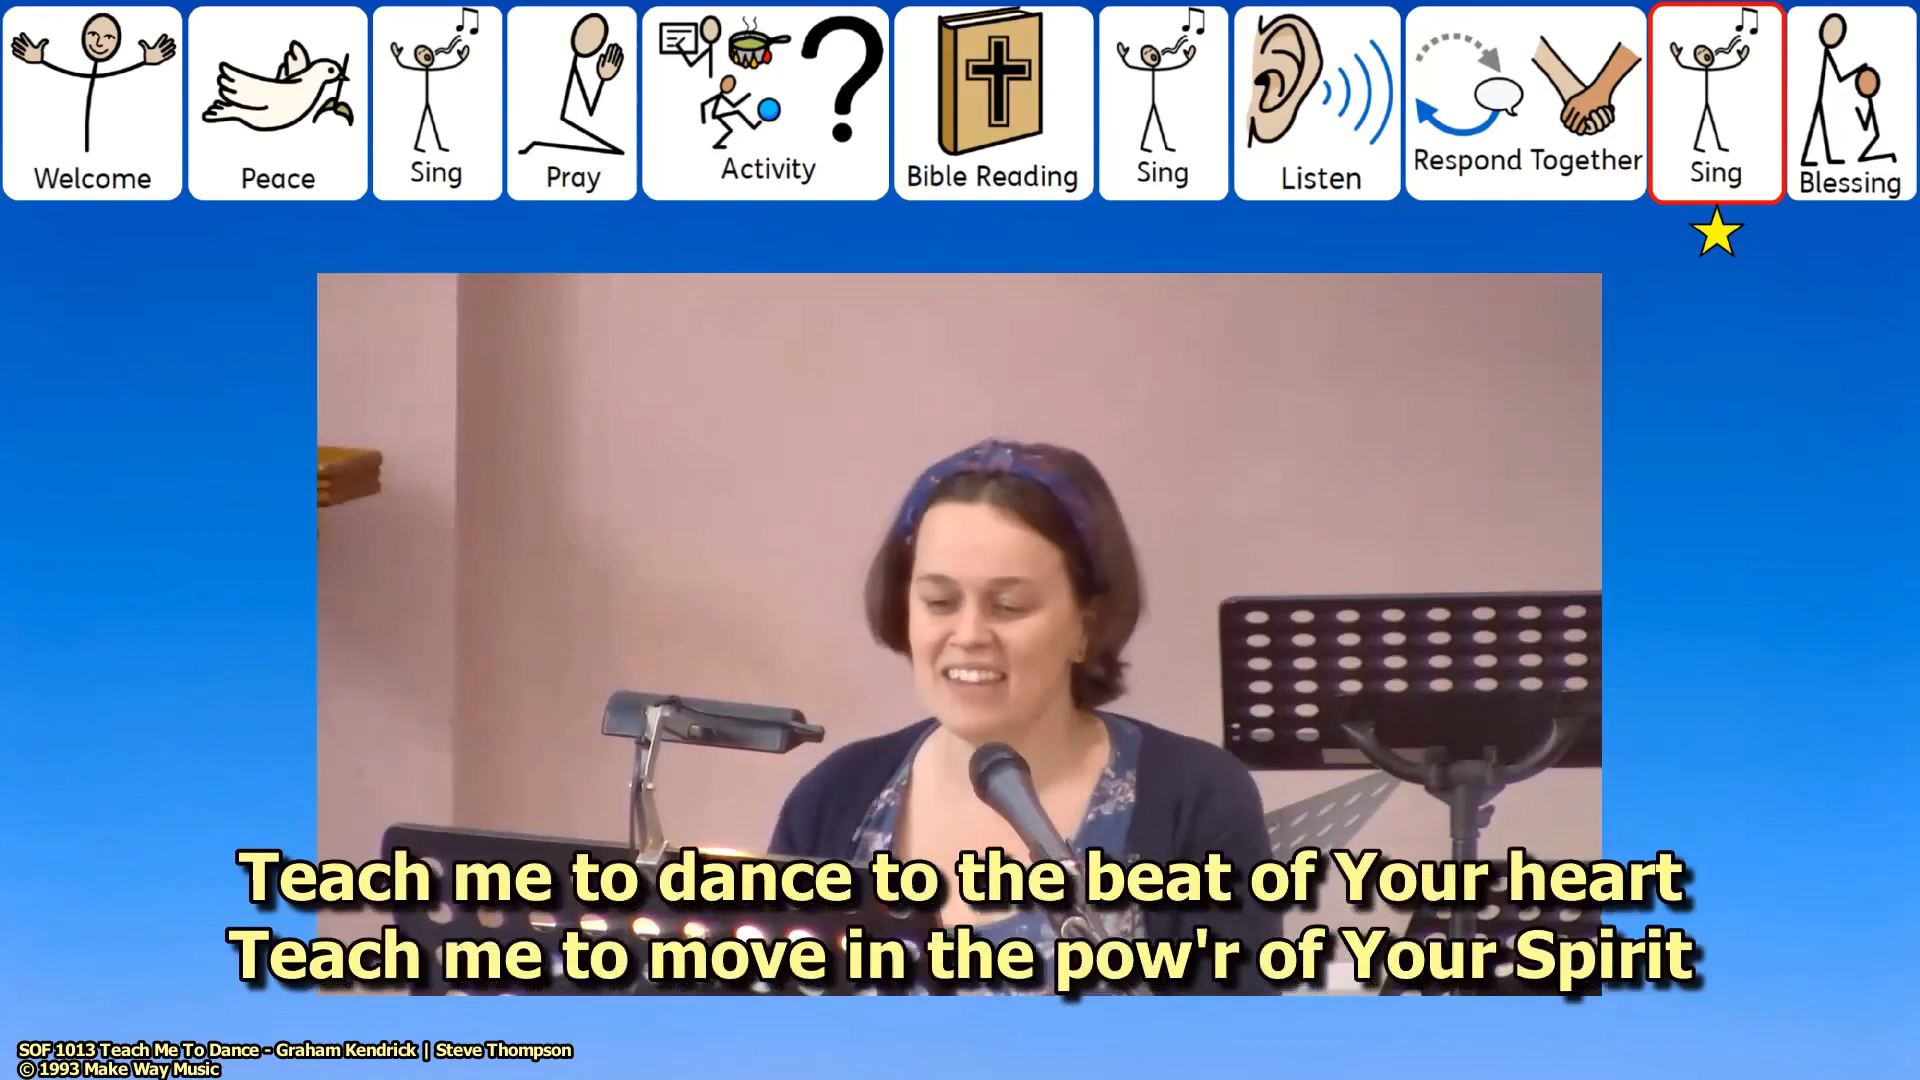 Welcome
Peace
Sing
Pray
Activity
Bible Reading
Sing
Listen
Respond Together
Sing
Blessing
Teach me to dance to the beat of Your heart
Teach me to move in the pow'r of Your Spirit
SOF 1013 Teach Me To Dance - Graham Kendrick | Steve Thompson
© 1993 Make Way Music